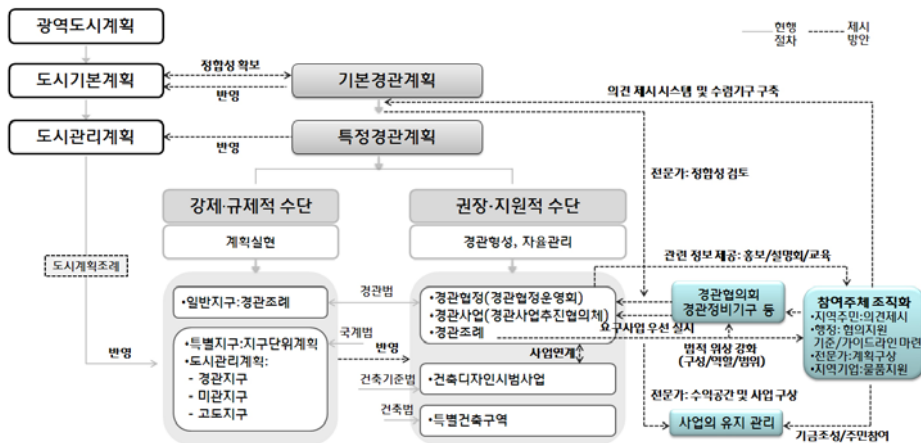 광역도시계획
현행
절차
제시
방안
도시기본계획
정합성 확보
반영
기본경관계획
의견 제시 시스템 및 수렴기구 구축
도시관리계획
반영
특정경관계획
전문가: 정합성 검토
강제·규제적 수단
계획실현
권장·지원적 수단
경관형성, 자율관리
도시계획조례
관련 정보 제공: 홍보/설명회/교육
•일반지구:경관조례
경관법
•경관협정(경관협정운영회)
•경관사업(경관사업추진협의체)
•경관조례
경관협의회
경관정비기구 등
참여주체 조직화
•지역주민:의견제시
•행정: 협의지원
기준/가이드라인 마련
•전문가:계획구상
•지역기업:물품지원
요구사업 우선 실시
국계법
•특별지구:지구단위계획
•도시관리계획:
- 경관지구
- 미관지구
- 고도지구
반영
반영
사업연계
법적 위상 강화
(구성/역할/범위)
건축기준법
•건축디자인시범사업
전문가: 수익공간 및 사업 구상
건축법
•특별건축구역
사업의 유지 관리
기금조성/주민참여